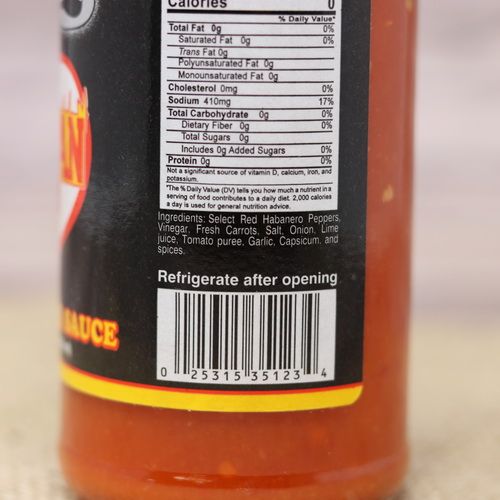 Calories 0
% Daily Value*
Total Fat 0g 0%
Saturated Fat 0g 0%
Trans Fat 0g
Polyunsaturated Fat 0g
Monounsaturated Fat 0g
Cholesterol 0mg 0%
Sodium 410mg 17%
Total Carbohydrate 0g 0%
Dietary Fiber 0g 0%
Total Sugars 0g
Includes 0g Added Sugars 0%
Protein 0g
Not a significant source of vitamin D, calcium, iron, and
potassium.
*The % Daily Value (DV) tells you how much a nutrient in a
serving of food contributes to a daily diet. 2,000 calories
a day is used for general nutrition advice.
Ingredients: Select Red Habanero Peppers,
Vinegar, Fresh Carrots, Salt, Onion, Lime
juice, Tomato puree, Garlic, Capsicum, and
spices.
Refrigerate after opening
SAUCE
0 25315 35123 4